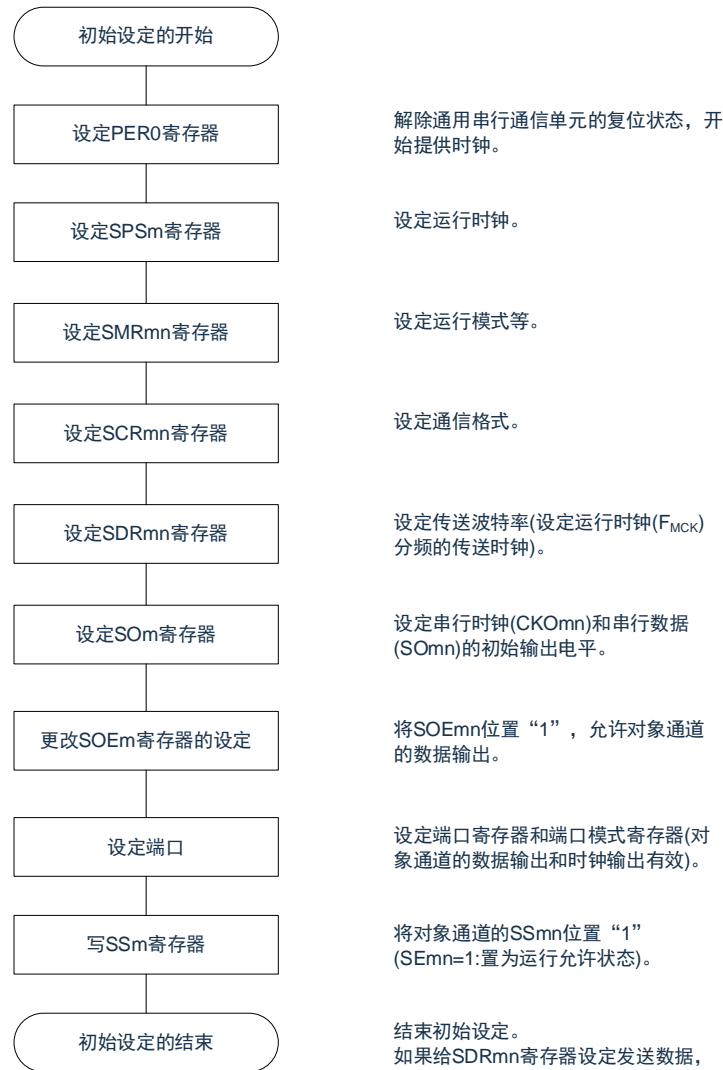 初始设定的开始
设定PER0寄存器
解除通用串行通信单元的复位状态，开
始提供时钟。
设定SPSm寄存器
设定运行时钟。
设定SMRmn寄存器
设定运行模式等。
设定SCRmn寄存器
设定通信格式。
设定SDRmn寄存器
设定传送波特率(设定运行时钟(FMCK)
分频的传送时钟)。
设定SOm寄存器
设定串行时钟(CKOmn)和串行数据
(SOmn)的初始输出电平。
更改SOEm寄存器的设定
将SOEmn位置“1”，允许对象通道
的数据输出。
设定端口
设定端口寄存器和端口模式寄存器(对
象通道的数据输出和时钟输出有效)。
写SSm寄存器
将对象通道的SSmn位置“1”
(SEmn=1:置为运行允许状态)。
初始设定的结束
结束初始设定。
如果给SDRmn寄存器设定发送数据，